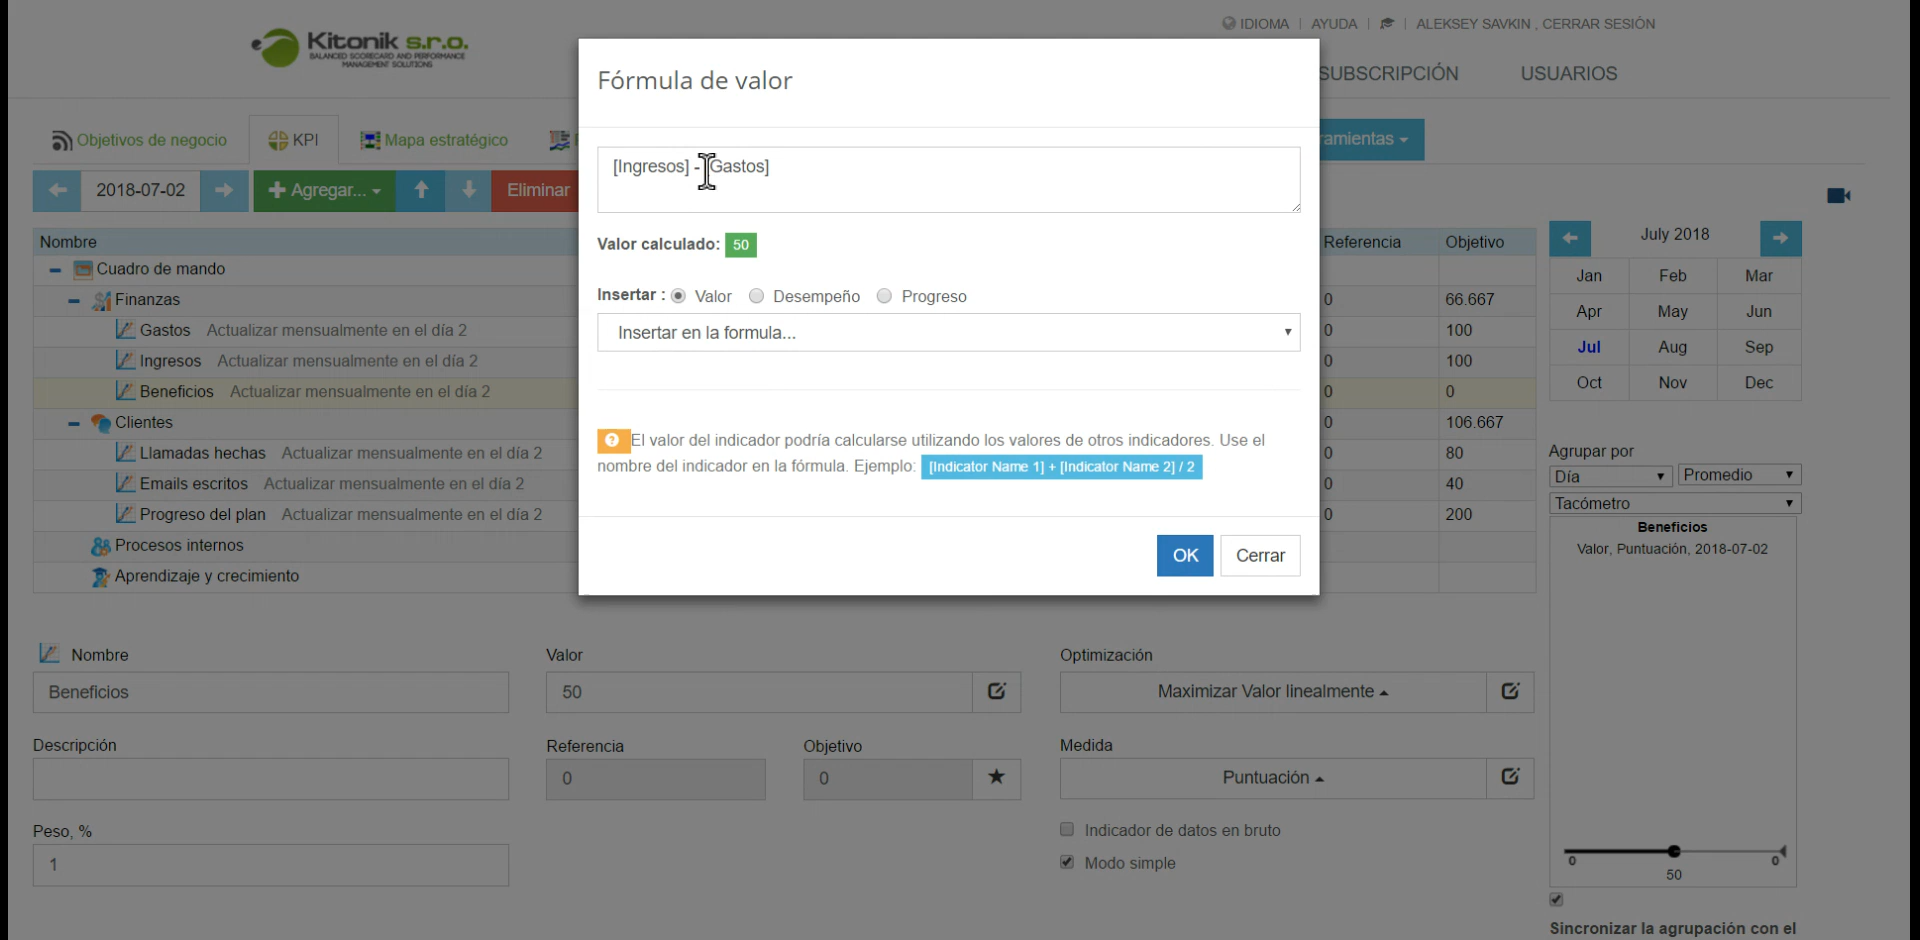 Kitonik s.r.o.
BALANCED SCORECARD AND PERFORMANCE
MANAGEMENT SOLUTIONS
IDIOMA | AYUDA | | ALEKSEY SAVKIN , CERRAR SESIÓN
SUBSCRIPCIÓN USUARIOS
Objetivos de negocio KPI Mapa estratégico
ramientas
2018-07-02 Agregar... Eliminar
Nombre Referencia Objetivo
Cuadro de mando
Finanzas 0 66.667
Gastos Actualizar mensualmente en el día 2 0 100
Ingresos Actualizar mensualmente en el día 2 0 100
Beneficios Actualizar mensualmente en el día 2 0 0
Clientes 0 106.667
Llamadas hechas Actualizar mensualmente en el día 2 0 80
Emails escritos Actualizar mensualmente en el día 2 0 40
Progreso del plan Actualizar mensualmente en el día 2 0 200
Procesos internos
Aprendizaje y crecimiento
Fórmula de valor
[Ingresos] - [Gastos]
Valor calculado: 50
Insertar : Valor Desempeño Progreso
Insertar en la formula...
El valor del indicador podría calcularse utilizando los valores de otros indicadores. Use el
nombre del indicador en la fórmula. Ejemplo: [Indicator Name 1] + [Indicator Name 2] / 2
OK Cerrar
July 2018
Jan Feb Mar
Apr May Jun
Jul Aug Sep
Oct Nov Dec
Agrupar por
Día Promedio
Tacómetro
Beneficios
Valor, Puntuación, 2018-07-02
0 0
50
Sincronizar la agrupación con el
Nombre Valor Optimización
Beneficios 50 Maximizar Valor linealmente
Descripción Referencia Objetivo Medida
0 0 Puntuación
Peso, % Indicador de datos en bruto
1 Modo simple